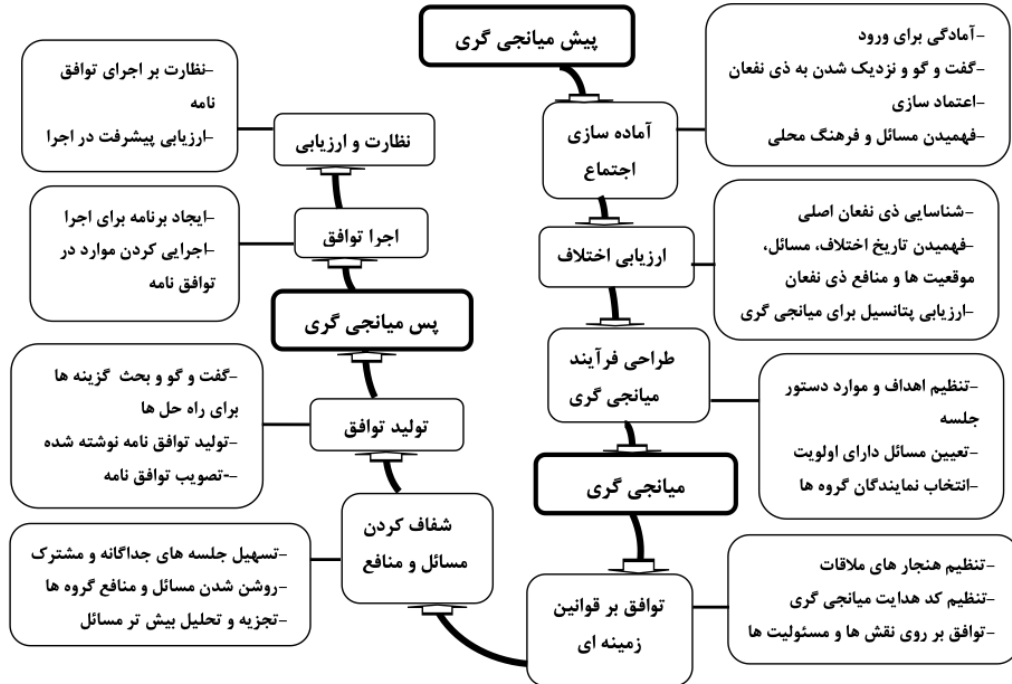 پیش میانجی گری
-آمادگی برای ورود
-گفت و گو و نزدیک شدن به ذی نفعان
-اعتماد سازی
-فهمیدن مسائل و فرهنگ محلی
آماده سازی
اجتماع
-شناسایی ذی نفعان اصلی
-فهمیدن تاریخ اختلاف، مسائل،
موقعیت ها و منافع ذی نفعان
-ارزیابی پتانسیل برای میانجی گری
ارزیابی اختلاف
طراحی فرآیند
میانجی گری
-تنظیم اهداف و موارد دستور
جلسه
-تعیین مسائل دارای اولویت
-انتخاب نمایندگان گروه ها
میانجی گری
-تنظیم هنجار های ملاقات
-تنظیم کد هدایت میانجی گری
-توافق بر روی نقش ها و مسئولیت ها
توافق بر قوانین
زمینه ای
شفاف کردن
مسائل و منافع
-تسهیل جلسه های جداگانه و مشترک
-روشن شدن مسائل و منافع گروه ها
-تجزیه و تحلیل بیش تر مسائل
تولید توافق
-گفت و گو و بحث گزینه ها
برای راه حل ها
-تولید توافق نامه نوشته شده
--تصویب توافق نامه
پس میانجی گری
اجرا توافق
-ایجاد برنامه برای اجرا
-اجرایی کردن موارد در
توافق نامه
نظارت و ارزیابی
-نظارت بر اجرای توافق
نامه
-ارزیابی پیشرفت در اجرا